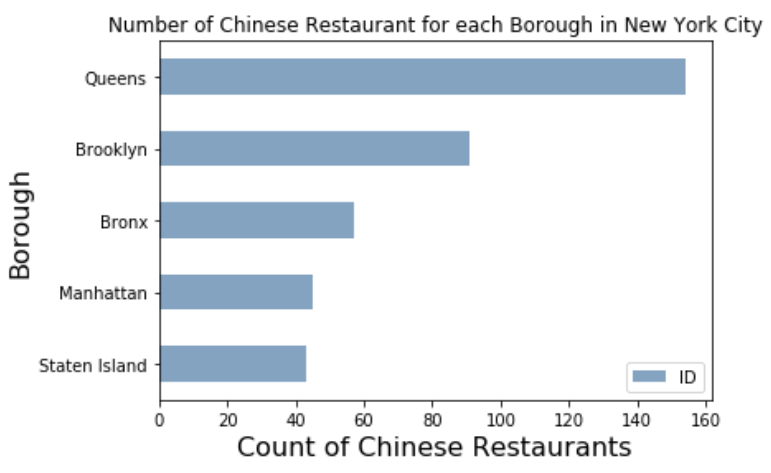 Number of Chinese Restaurant for each Borough in New York City
Queens
Brooklyn
Bronx
Manhattan
Staten Island
Borough
ID
0 20 40 60 80 100 120 140 160
Count of Chinese Restaurants